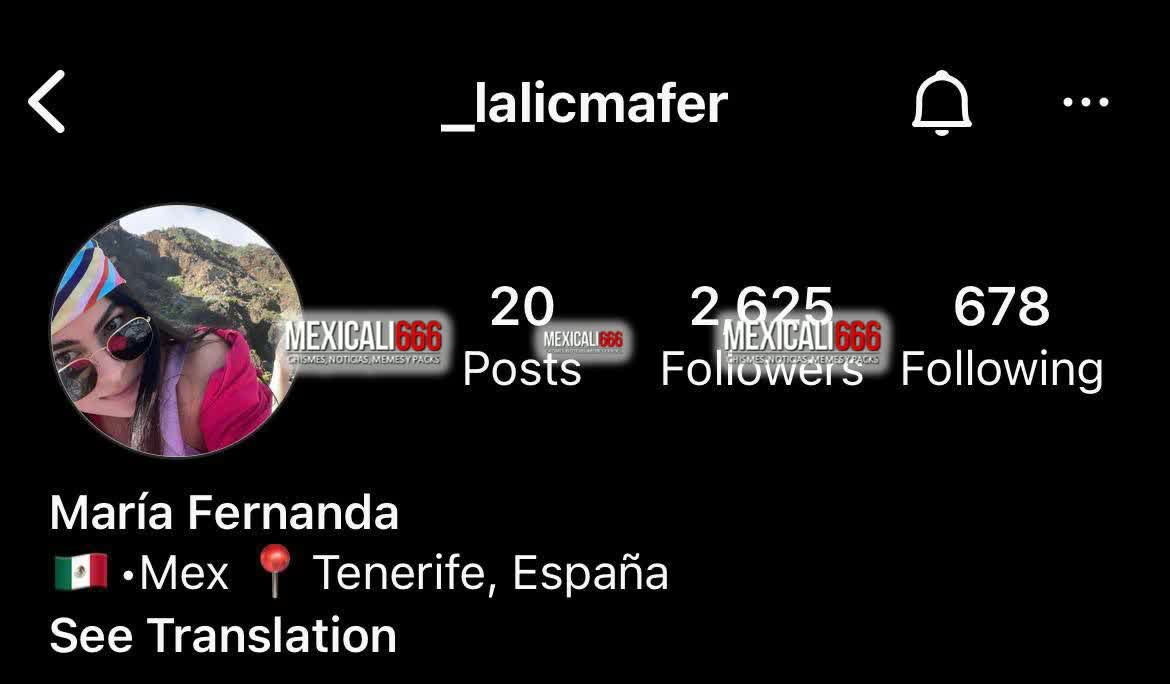 _lalicmafer
20 2 625 678
Posts Followers Following
MEXICALI666 MEXICALI666 MEXICALI666
CHISMES, NOTICIAS, MEMES Y PACKS CHISMES, NOTICIAS, MEMES Y PACKS
María Fernanda
🇲🇽 •Mex 📍 Tenerife, España
See Translation